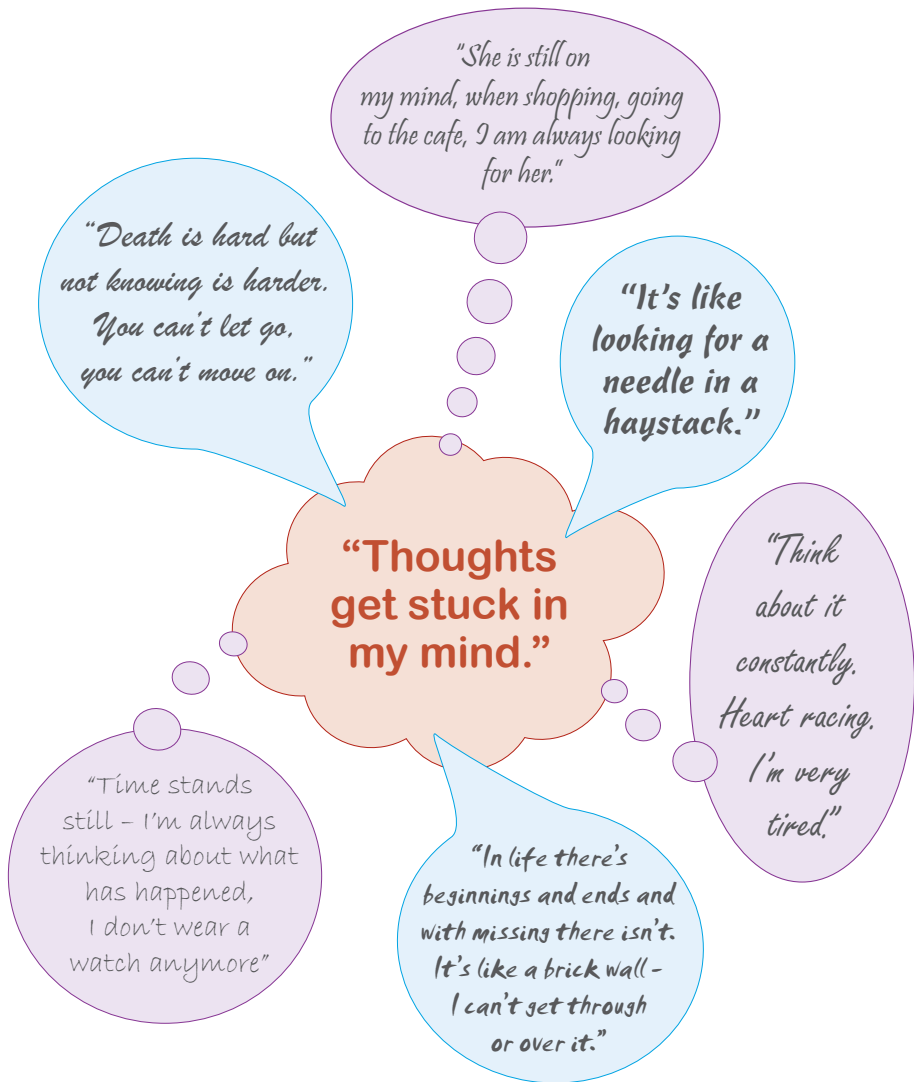 “She is still on
my mind, when shopping, going
to the cafe, I am always looking
for her.”
“Death is hard but
not knowing is harder.
You can’t let go,
you can’t move on.”
“It’s like
looking for a
needle in a
haystack.”
“Thoughts
get stuck in
my mind.”
“Think
about it
constantly.
Heart racing.
I’m very
tired.”
“Time stands
still – I’m always
thinking about what
has happened,
I don’t wear a
watch anymore”
“In life there’s
beginnings and ends and
with missing there isn’t.
It’s like a brick wall –
I can’t get through
or over it.”